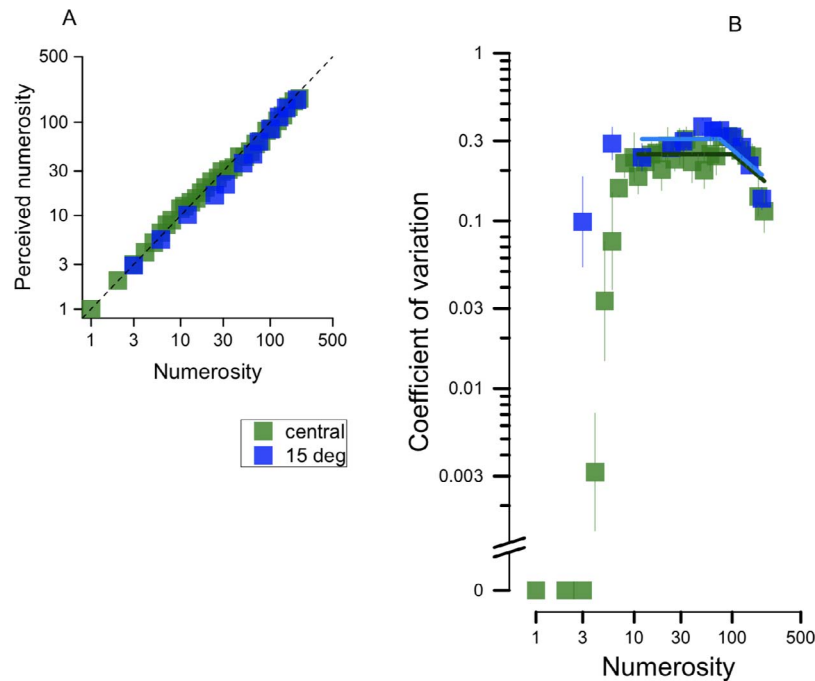 A
500
100
30
10
3
1
Perceived numerosity
1 3 10 30 100 500
Numerosity
central
15 deg
B
1
0.3
0.1
0.03
0.01
0.003
0
Coefficient of variation
1 3 10 30 100 500
Numerosity